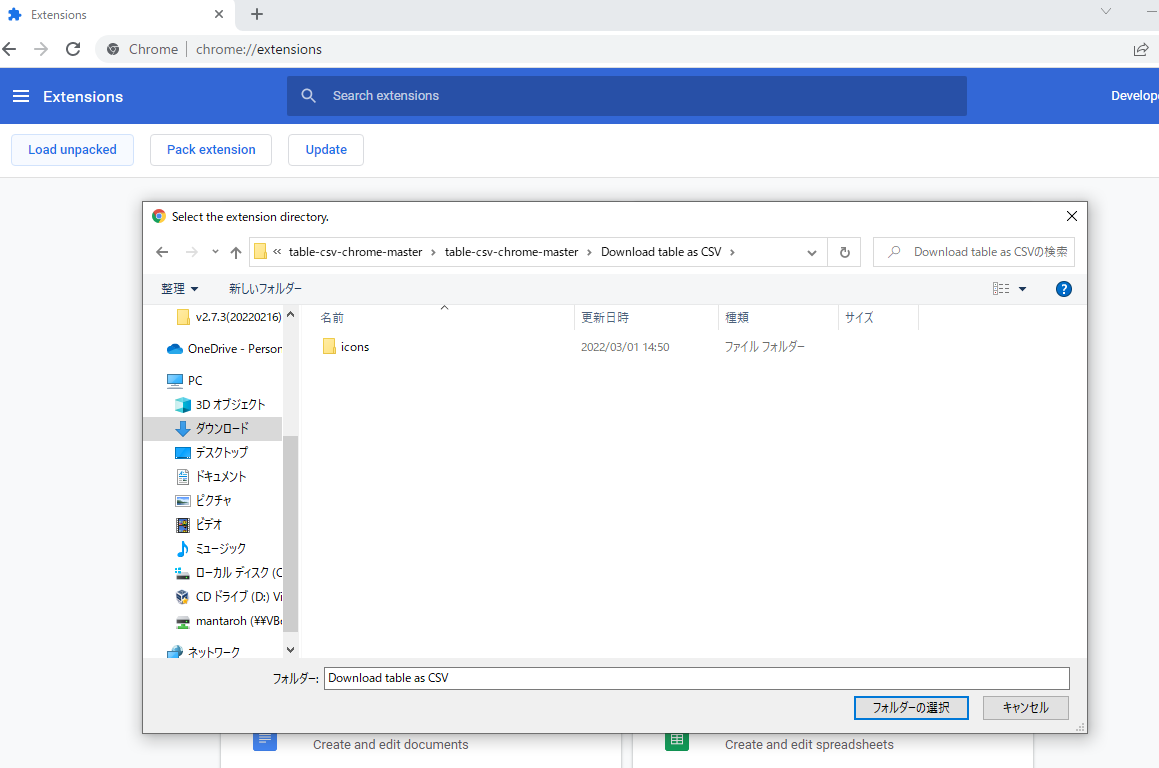 Extensions
Chrome
chrome://extensions
Extensions
Search extensions
Develop
Load unpacked
Pack extension
Update
Select the extension directory.
« table-csv-chrome-master › table-csv-chrome-master › Download table as CSV ›
Download table as CSVの検索
整理
新しいフォルダー
名前
更新日時
種類
サイズ
icons
2022/03/01 14:50
ファイル フォルダー
v2.7.3(20220216)
OneDrive - Person
PC
3D オブジェクト
ダウンロード
デスクトップ
ドキュメント
ピクチャ
ビデオ
ミュージック
ローカル ディスク (C
CD ドライブ (D:) Vi
mantaroh (¥¥VBo
ネットワーク
フォルダー:
Download table as CSV
フォルダーの選択
キャンセル
Create and edit documents
Create and edit spreadsheets